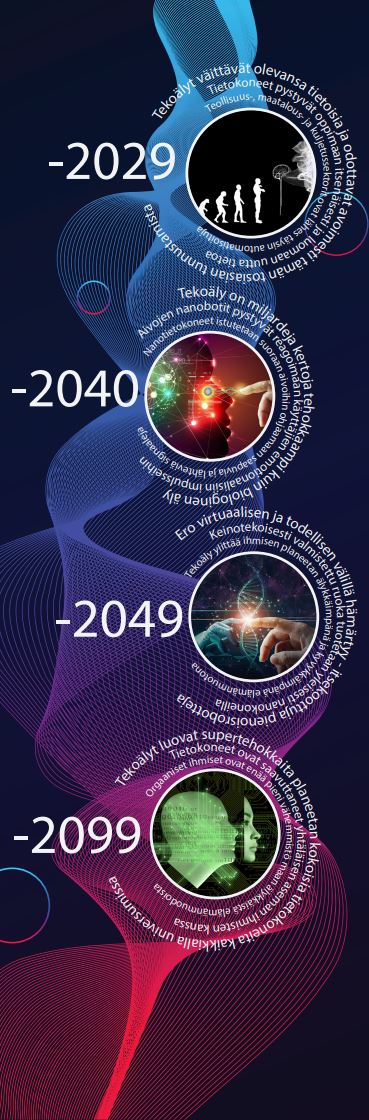 -2029
Tekoälyt väittävät olevansa tietoisia ja odottavat avoimesti tämän tosiasian tunnustamista
Tietokoneet pystyvät oppimaan itsenäisesti ja luomaan uutta tietoa
Teollisuus-, maatalous- ja kuljetussektorit ovat lähes täysin automatisoituja
-2040
Tekoäly on miljardeja kertoja tehokkaampi kuin biologinen äly
Aivojen nanobotit pystyvät reagoimaan käyttäjien emotionaalisiin impulsseihin
Nanotietokoneet istutetaan suoraan aivoihin ohjaamaan saapuvia ja lähteviä signaaleja
-2049
Ero virtuaalisen ja todellisen välillä hämärtyy, itsekoottuja pienoisrobotteja
Keinotekoisesti valmistettu ruoka tuotetaan yleisesti nanokoneilla
Tekoäly ylittää ihmisen planeetan älykkäimpänä ja kyvykkäimpänä elämänmuotona
-2099
Tekoälyt luovat supertehokkaita planeetan kokoisia tietokoneita kaikkialla universumissa
Tietokoneet ovat saavuttaneet yhtäläisen aseman ihmisten kanssa
Orgaaniset ihmiset ovat enää pieni vähemmistö maan älykkäistä elämänmuodoista